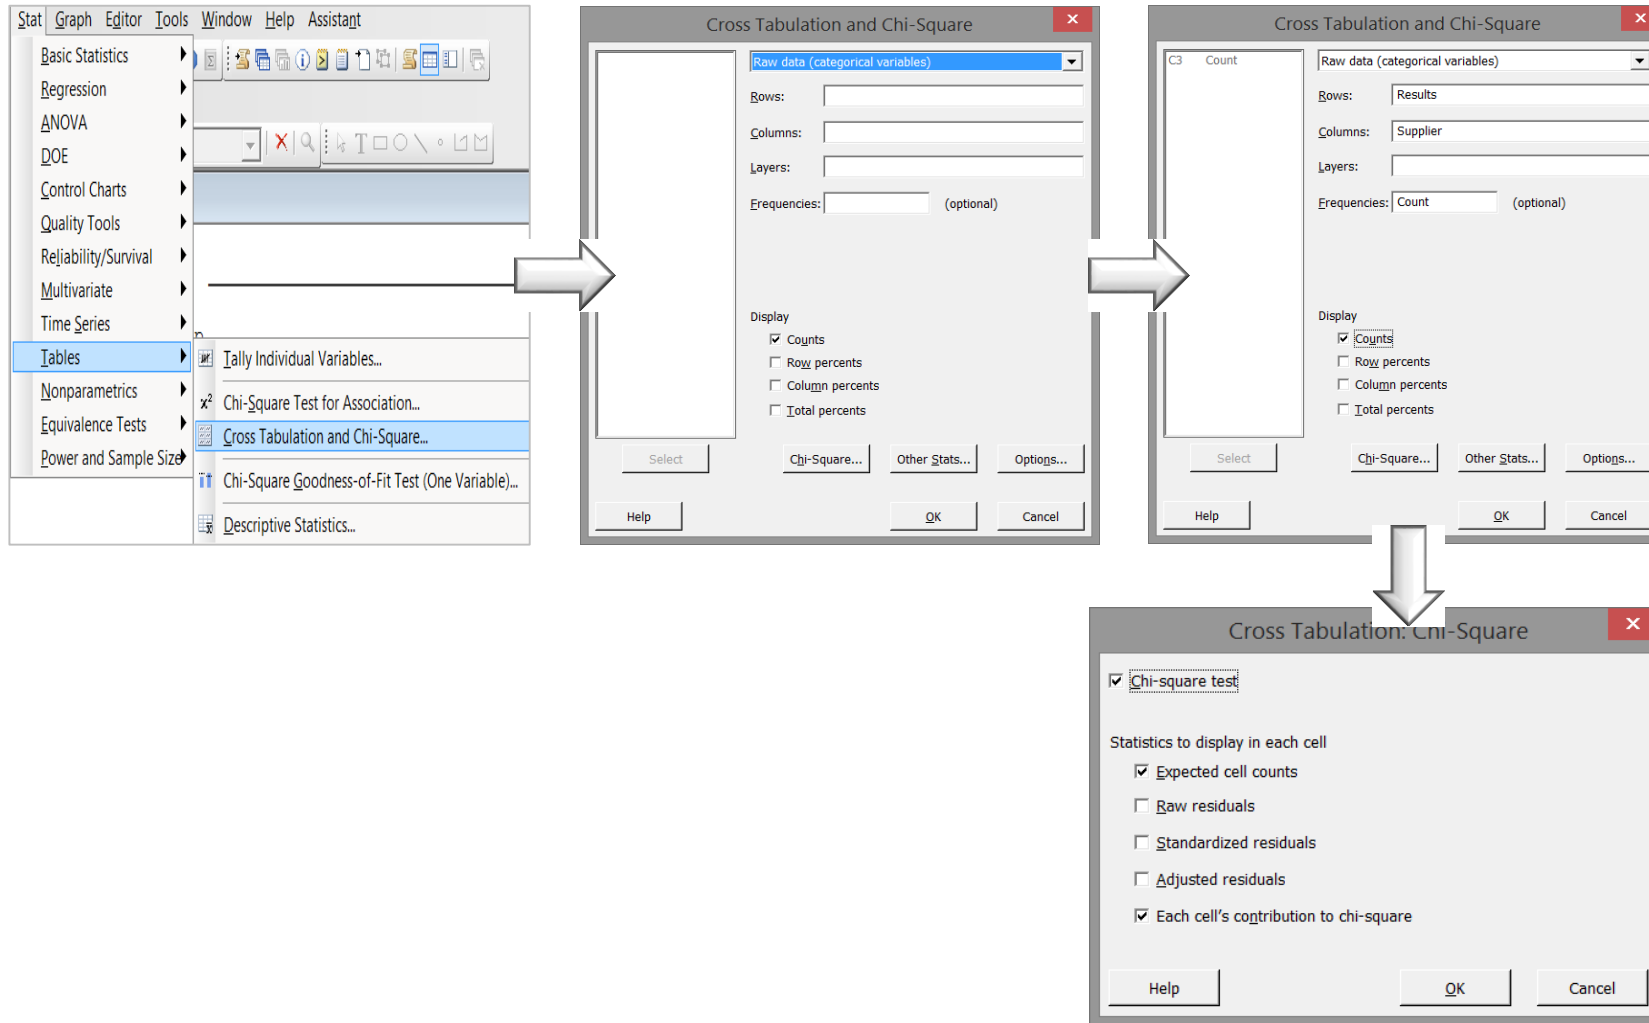 Stat Graph Editor Tools Window Help Assistant
Basic Statistics
Regression
ANOVA
DOE
Control Charts
Quality Tools
Reliability/Survival
Multivariate
Time Series
Tables
Nonparametrics
Equivalence Tests
Power and Sample Size
Tally Individual Variables...
χ² Chi-Square Test for Association...
Cross Tabulation and Chi-Square...
Chi-Square Goodness-of-Fit Test (One Variable)...
Descriptive Statistics...
Cross Tabulation and Chi-Square
Raw data (categorical variables)
Rows:
Columns:
Layers:
Frequencies: (optional)
Display
Counts
Row percents
Column percents
Total percents
Select Chi-Square... Other Stats... Options...
Help OK Cancel
Cross Tabulation and Chi-Square
C3 Count
Raw data (categorical variables)
Rows: Results
Columns: Supplier
Layers:
Frequencies: Count (optional)
Display
Counts
Row percents
Column percents
Total percents
Select Chi-Square... Other Stats... Options...
Help OK Cancel
Cross Tabulation: Chi-Square
Chi-square test
Statistics to display in each cell
Expected cell counts
Raw residuals
Standardized residuals
Adjusted residuals
Each cell's contribution to chi-square
Help OK Cancel